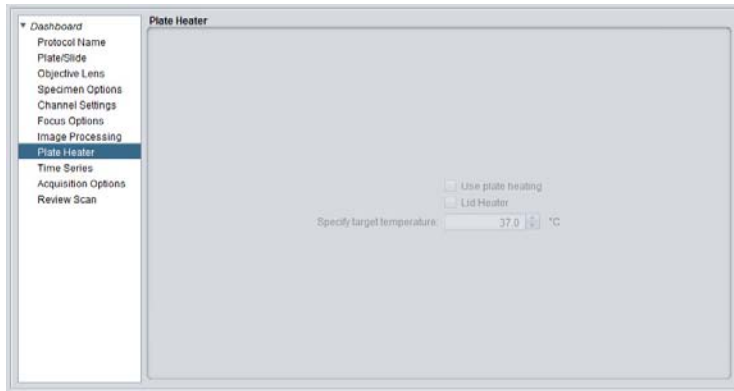 Dashboard
Protocol Name
Plate/Slide
Objective Lens
Specimen Options
Channel Settings
Focus Options
Image Processing
Plate Heater
Time Series
Acquisition Options
Review Scan
Plate Heater
Use plate heating
Lid Heater
Specify target temperature: 37.0 °C